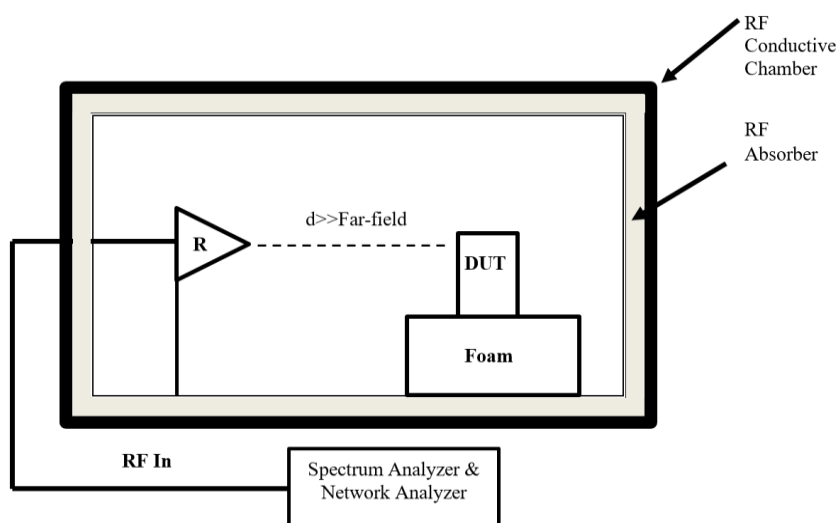 RF
Conductive
Chamber
RF
Absorber
d>>Far-field
R
DUT
Foam
RF In
Spectrum Analyzer &
Network Analyzer